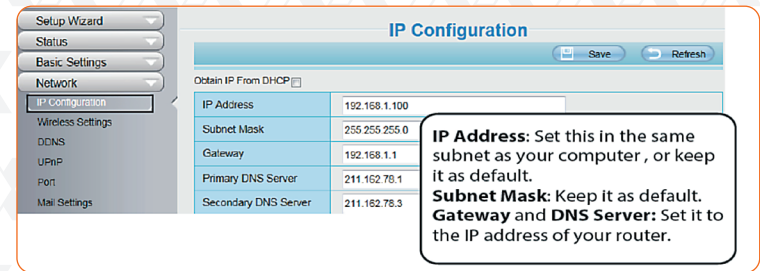 Setup Wizard
Status
Basic Settings
Network
IP Configuration
Wireless Settings
DDNS
UPnP
Port
Mail Settings
IP Configuration
Save Refresh
Obtain IP From DHCP
IP Address 192.168.1.100
Subnet Mask 255.255.255.0
Gateway 192.168.1.1
Primary DNS Server 211.162.78.1
Secondary DNS Server 211.162.78.3
IP Address: Set this in the same
subnet as your computer , or keep
it as default.
Subnet Mask: Keep it as default.
Gateway and DNS Server: Set it to
the IP address of your router.